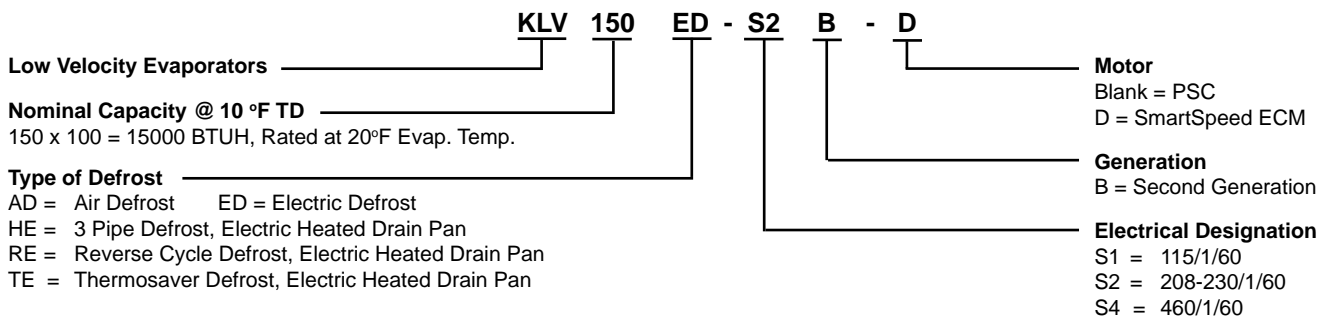 KLV 150 ED - S2 B - D
Low Velocity Evaporators
Nominal Capacity @ 10 °F TD
150 x 100 = 15000 BTUH, Rated at 20°F Evap. Temp.
Type of Defrost
AD = Air Defrost ED = Electric Defrost
HE = 3 Pipe Defrost, Electric Heated Drain Pan
RE = Reverse Cycle Defrost, Electric Heated Drain Pan
TE = Thermosaver Defrost, Electric Heated Drain Pan
Motor
Blank = PSC
D = SmartSpeed ECM
Generation
B = Second Generation
Electrical Designation
S1 = 115/1/60
S2 = 208-230/1/60
S4 = 460/1/60